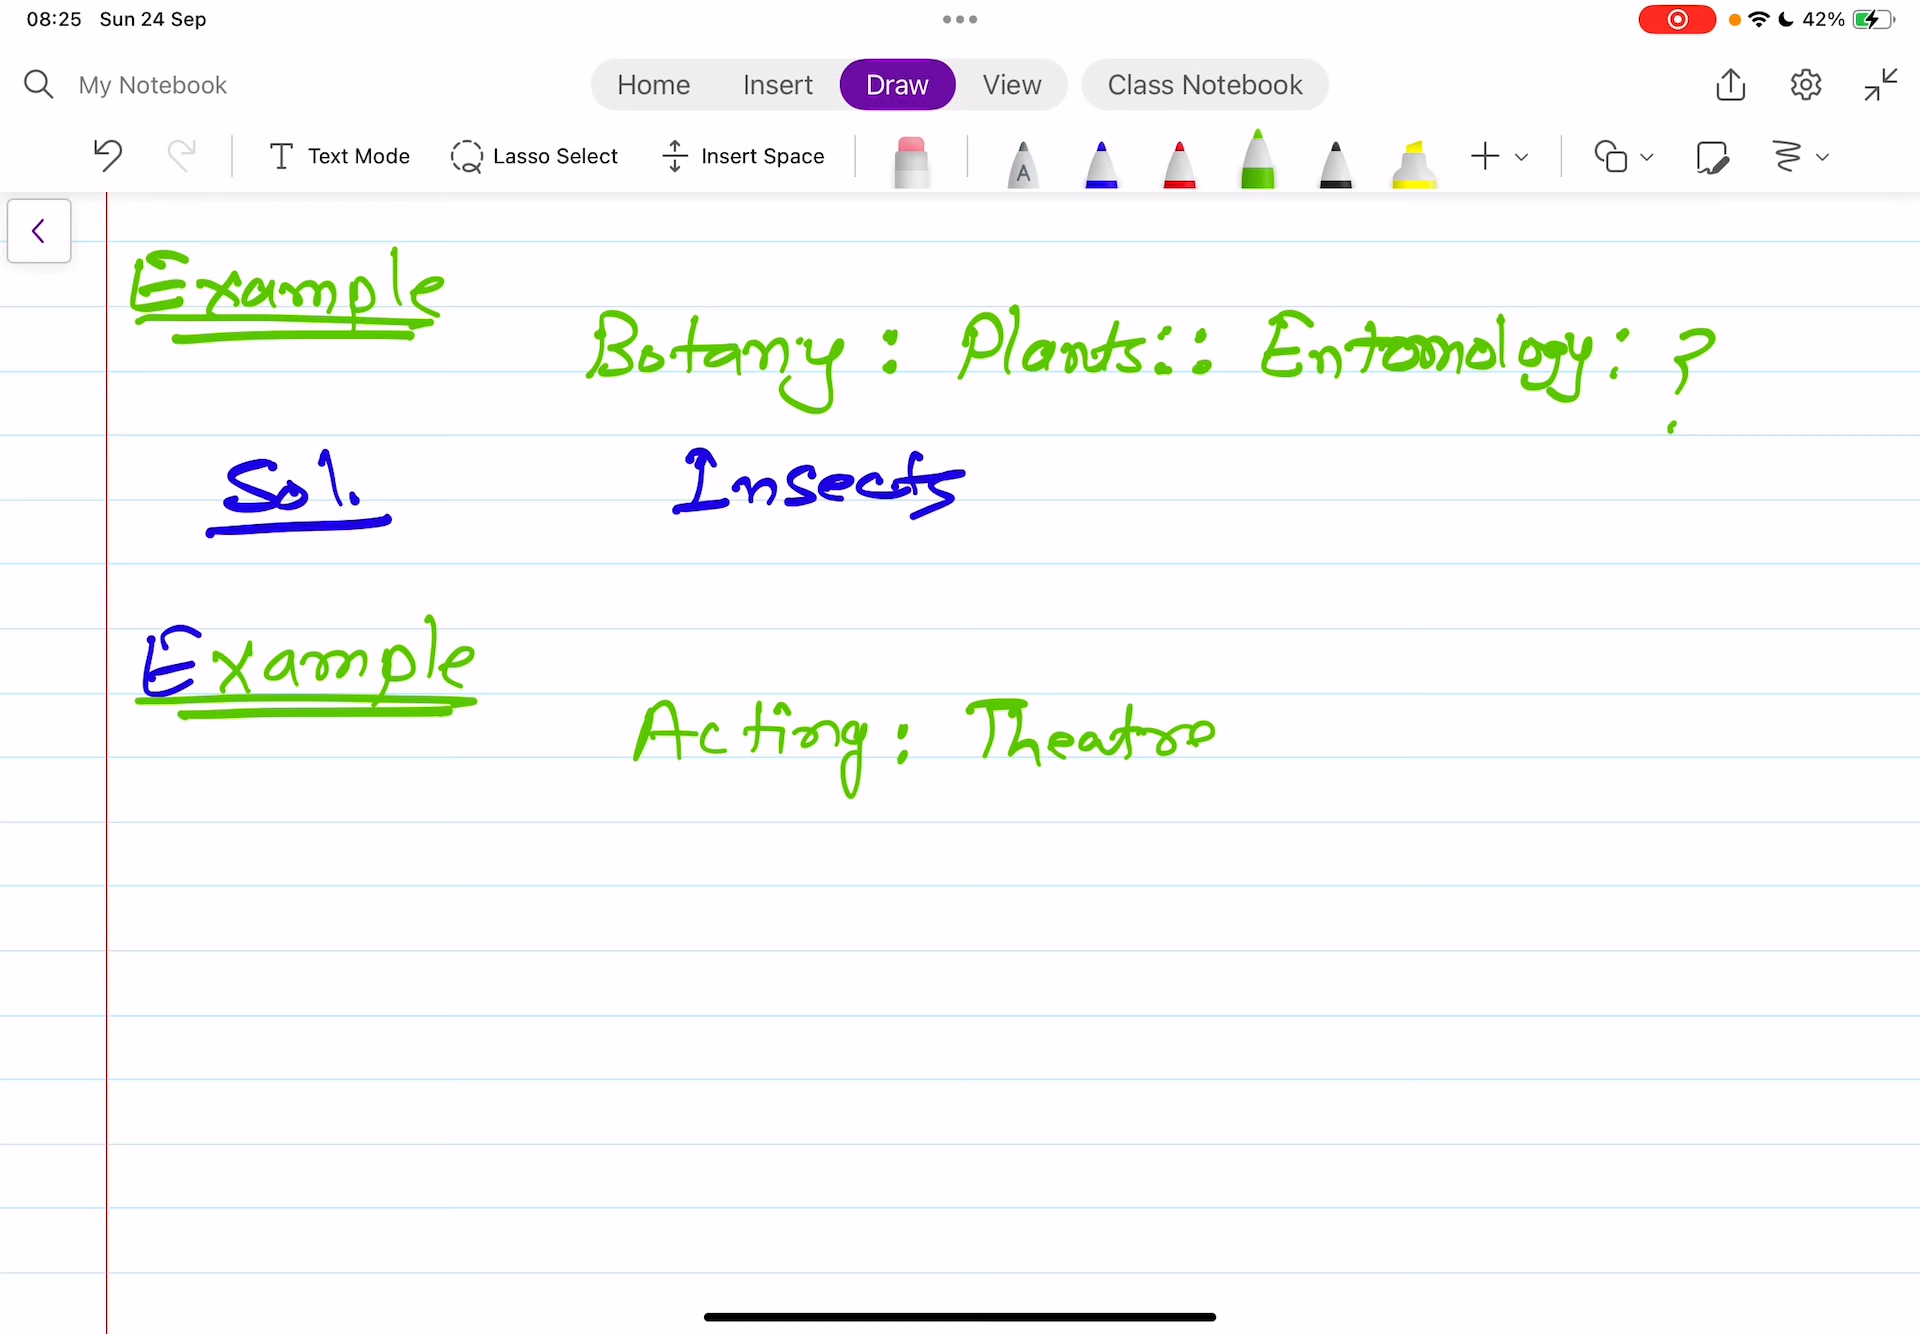 08:25 Sun 24 Sep 42%
My Notebook Home Insert Draw View Class Notebook
Text Mode Lasso Select Insert Space A
Example
Botany : Plants :: Entomology : ?
Sol. Insects
Example
Acting : Theatre